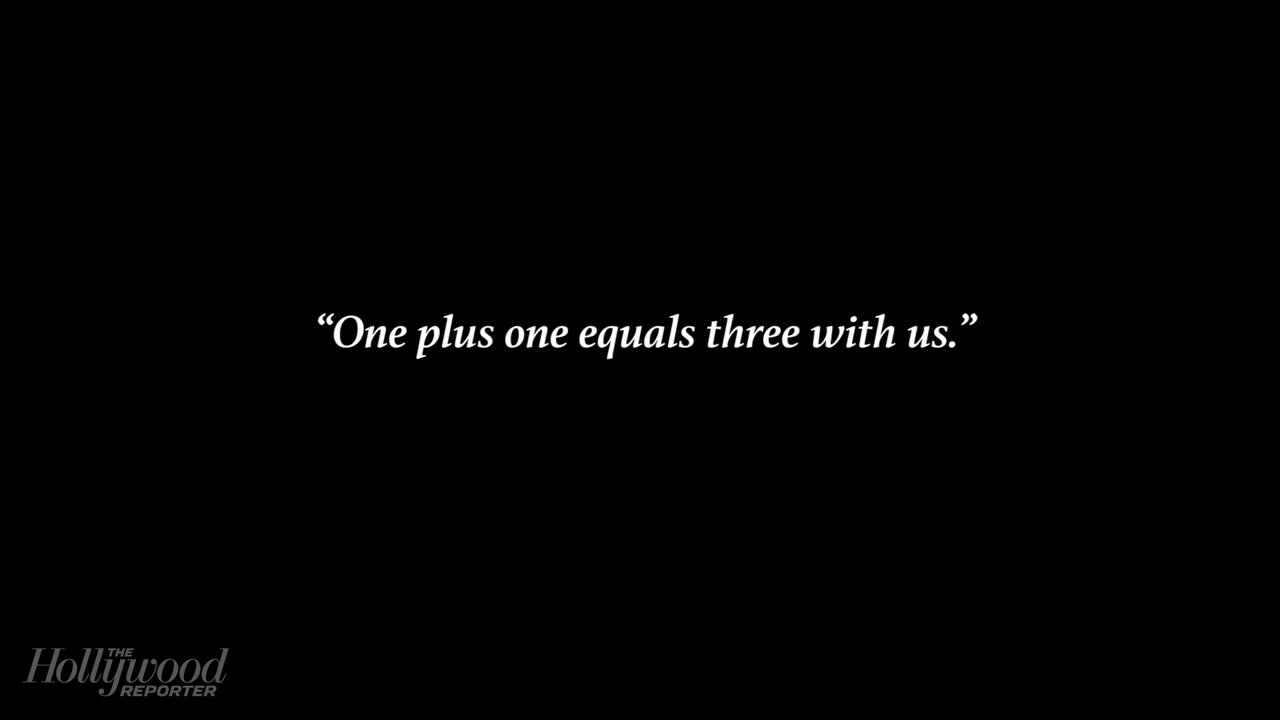 “One plus one equals three with us.”
THE
Hollywood
REPORTER